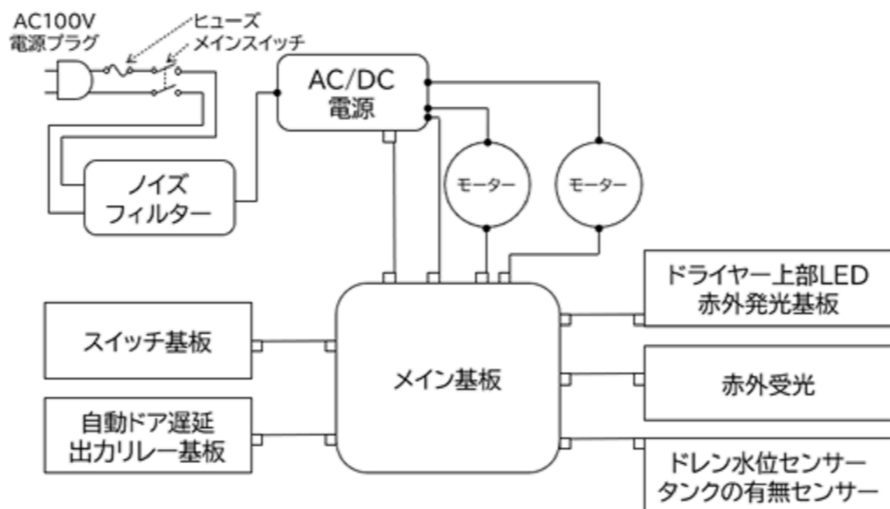 AC100V
電源プラグ
ヒューズ
メインスイッチ
AC/DC
電源
ノイズ
フィルター
モーター
モーター
スイッチ基板
自動ドア遅延
出力リレー基板
メイン基板
ドライヤー上部LED
赤外発光基板
赤外受光
ドレン水位センサー
タンクの有無センサー